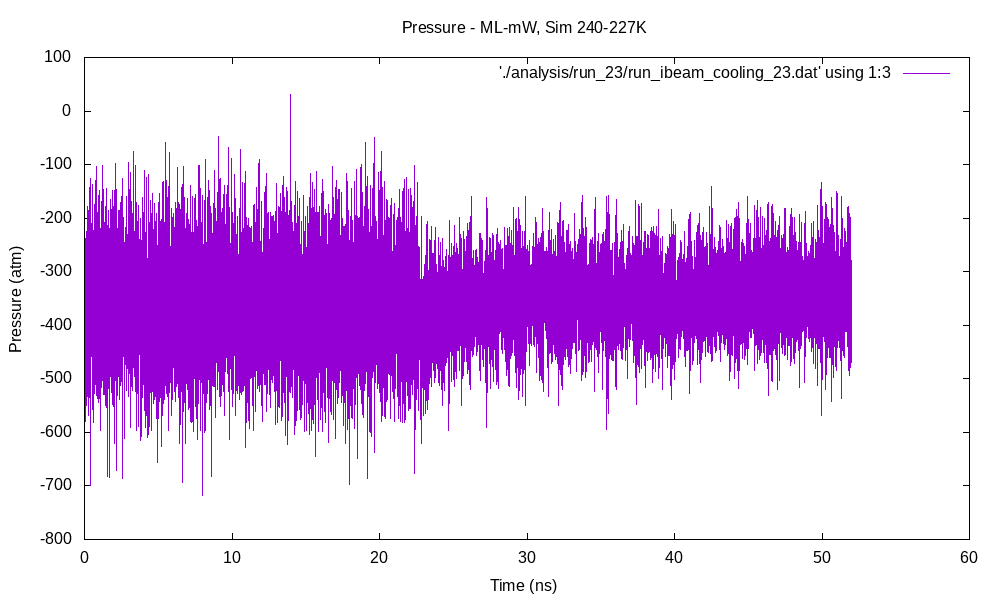 Pressure - ML-mW, Sim 240-227K
'./analysis/run_23/run_ibeam_cooling_23.dat' using 1:3
100
0
-100
-200
-300
-400
-500
-600
-700
-800
Pressure (atm)
0 10 20 30 40 50 60
Time (ns)